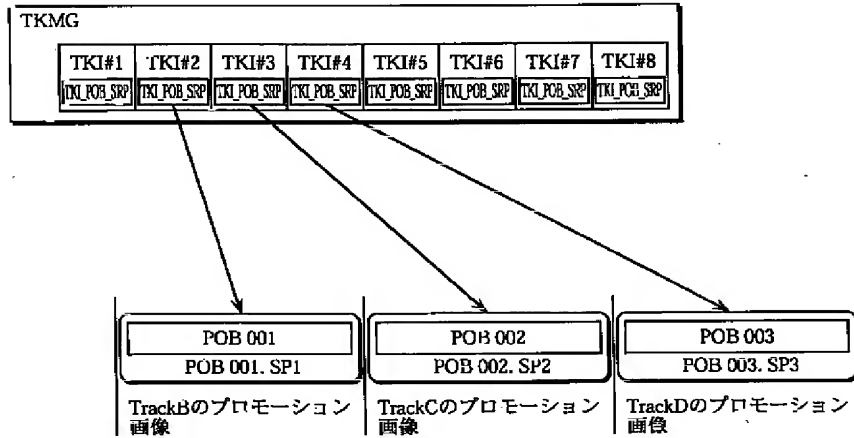 TKMG
TKI#1 TKI#2 TKI#3 TKI#4 TKI#5 TKI#6 TKI#7 TKI#8
TKI_POB_SRP TKI_POB_SRP TKI_POB_SRP TKI_POB_SRP TKI_POB_SRP TKI_POB_SRP TKI_POB_SRP TKI_POB_SRP
POB 001 POB 002 POB 003
POB 001. SP1 POB 002. SP2 POB 003. SP3
TrackBのプロモーション TrackCのプロモーション TrackDのプロモーション
画像 画像 画像